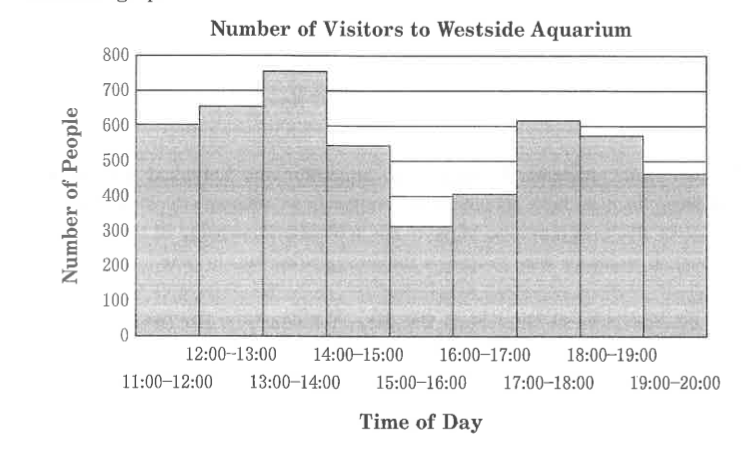 Number of Visitors to Westside Aquarium
800
700
600
500
400
300
200
100
0
Number of People
12:00–13:00 14:00–15:00 16:00–17:00 18:00–19:00
11:00–12:00 13:00–14:00 15:00–16:00 17:00–18:00 19:00–20:00
Time of Day